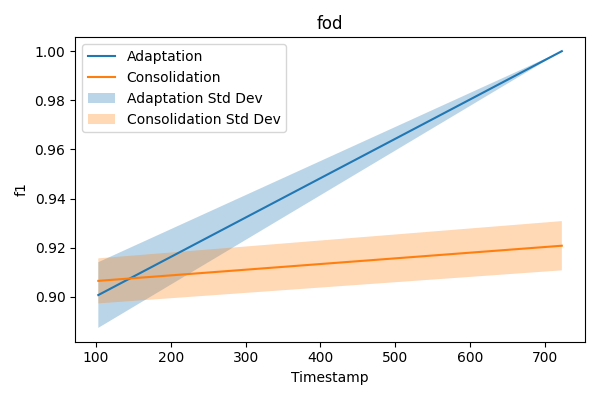 fod
Adaptation
Consolidation
Adaptation Std Dev
Consolidation Std Dev
f1
1.00
0.98
0.96
0.94
0.92
0.90
100 200 300 400 500 600 700
Timestamp